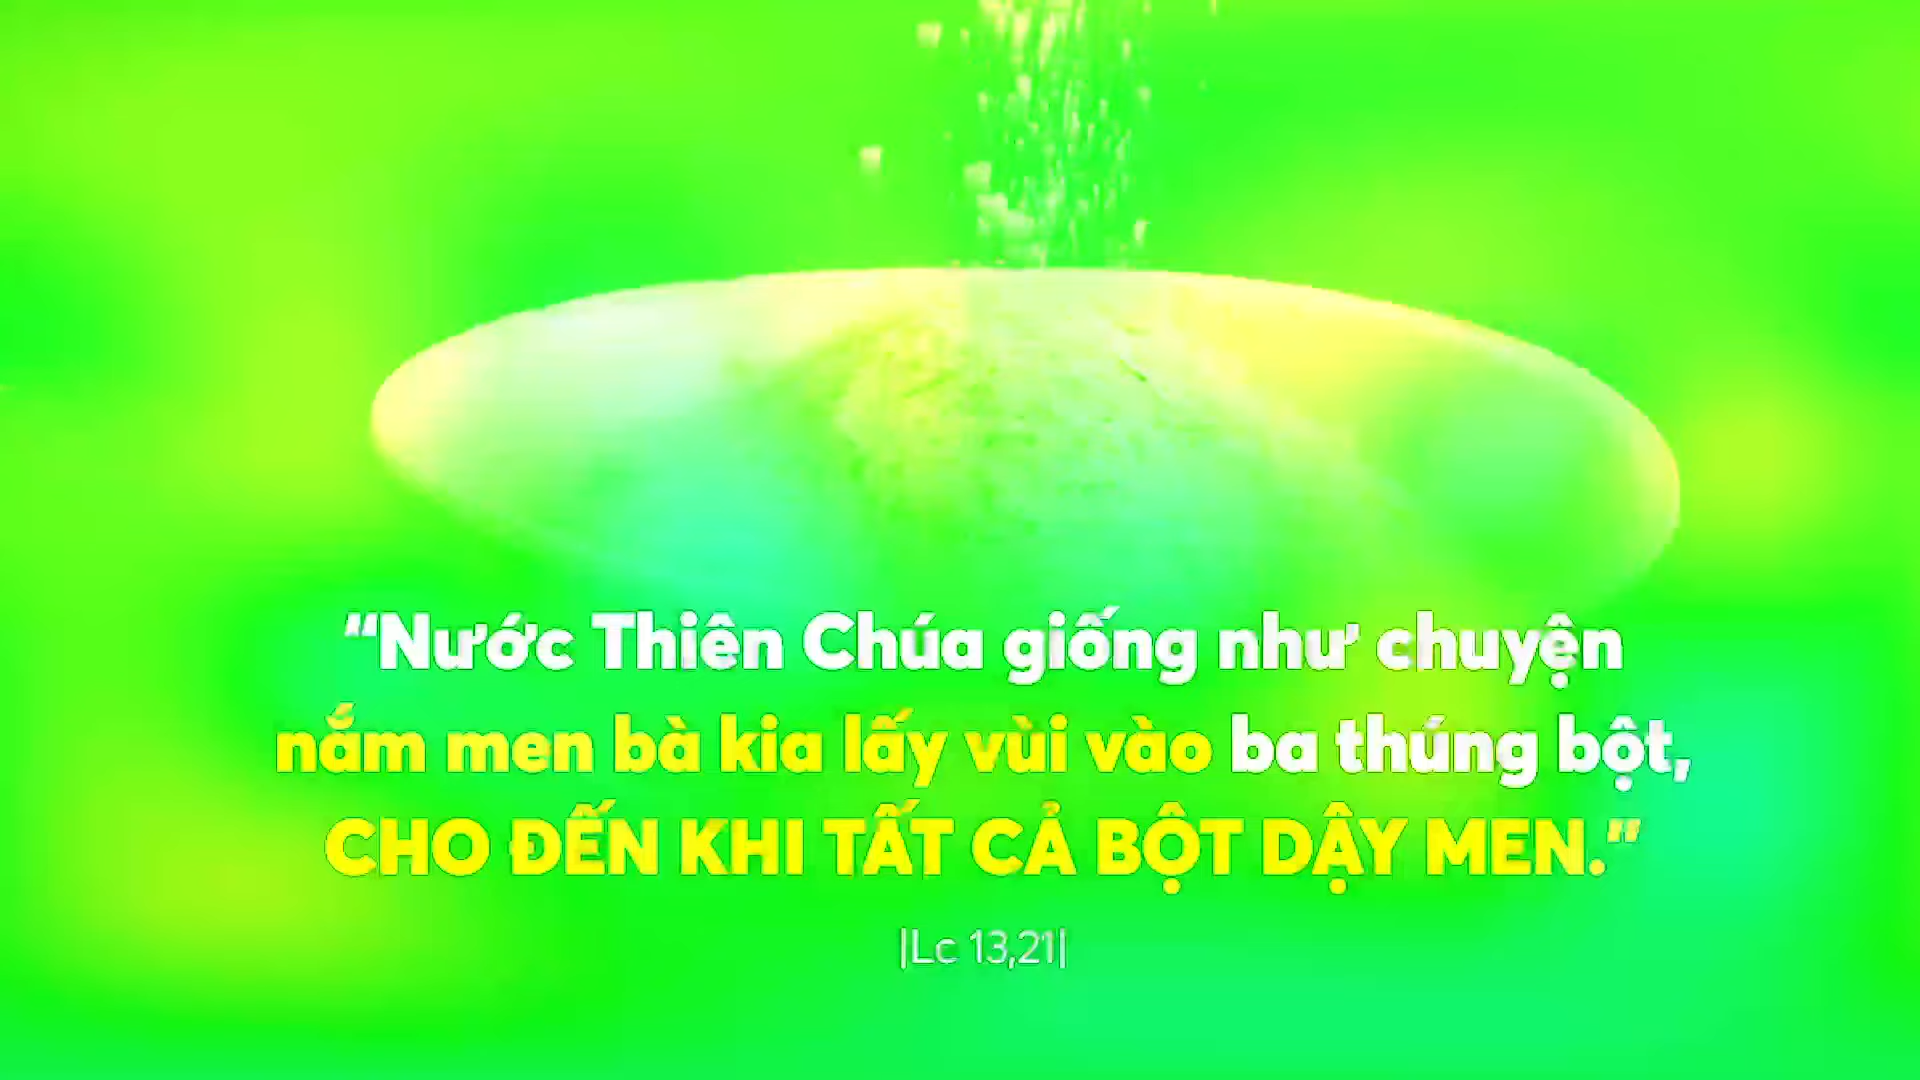 “Nước Thiên Chúa giống như chuyện
nắm men bà kia lấy vùi vào ba thúng bột,
CHO ĐẾN KHI TẤT CẢ BỘT DẬY MEN.”
|Lc 13,21|